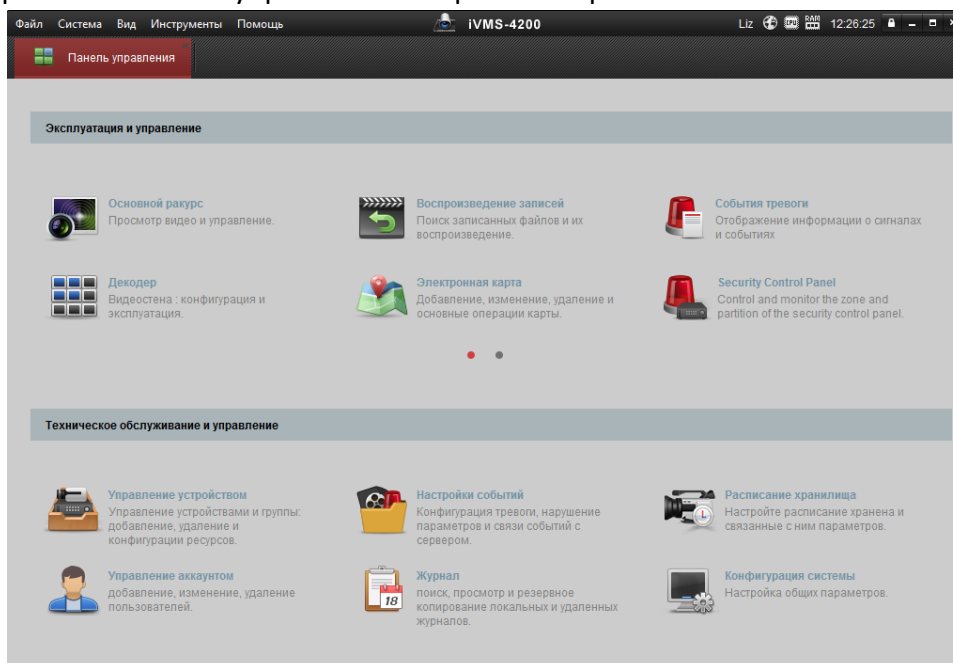 Файл Система Вид Инструменты Помощь iVMS-4200 Liz CPU RAM 12:26:25
Панель управления
Эксплуатация и управление
Основной ракурс
Просмотр видео и управление.
Воспроизведение записей
Поиск записанных файлов и их
воспроизведение.
События тревоги
Отображение информации о сигналах
и событиях
Декодер
Видеостена : конфигурация и
эксплуатация.
Электронная карта
Добавление, изменение, удаление и
основные операции карты.
Security Control Panel
Control and monitor the zone and
partition of the security control panel.
Техническое обслуживание и управление
Управление устройством
Управление устройствами и группы:
добавление, удаление и
конфигурации ресурсов.
Настройки событий
Конфигурация тревоги, нарушение
параметров и связи событий с
сервером.
Расписание хранилища
Настройте расписание хранена и
связанные с ним параметров.
Управление аккаунтом
добавление, изменение, удаление
пользователей.
Журнал
поиск, просмотр и резервное
копирование локальных и удаленных
журналов.
18
Конфигурация системы
Настройка общих параметров.